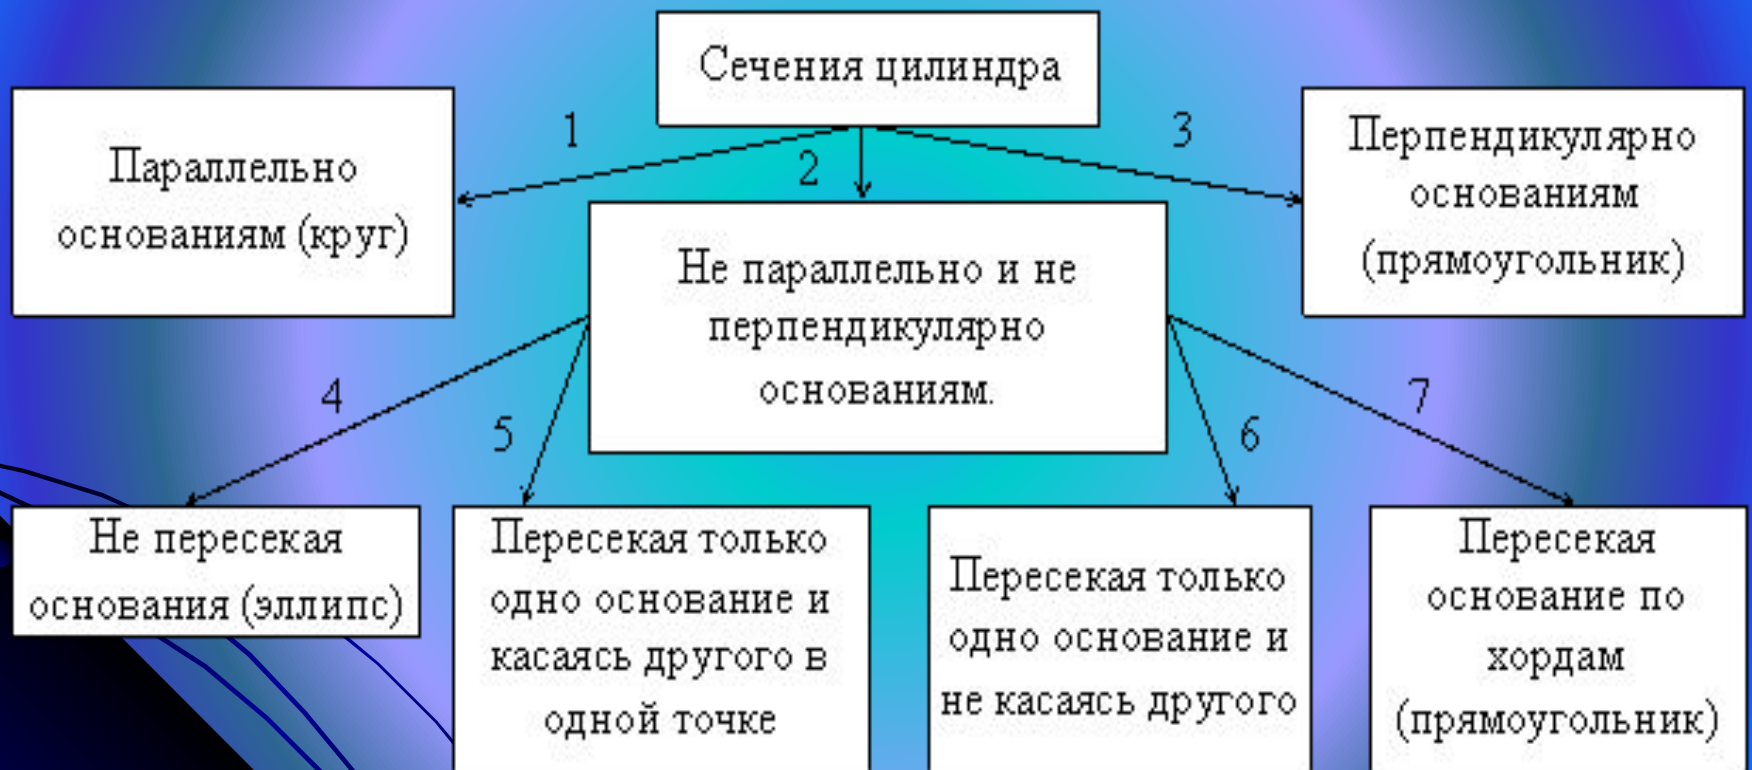 Сечения цилиндра
1
2
3
Параллельно
основаниям (круг)
Не параллельно и не
перпендикулярно
основаниям.
Перпендикулярно
основаниям
(прямоугольник)
4
5
6
7
Не пересекая
основания (эллипс)
Пересекая только
одно основание и
касаясь другого в
одной точке
Пересекая только
одно основание и
не касаясь другого
Пересекая
основание по
хордам
(прямоугольник)